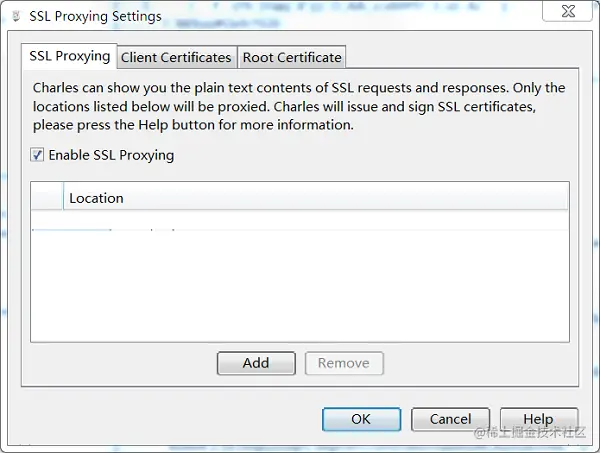 SSL Proxying Settings
SSL Proxying Client Certificates Root Certificate
Charles can show you the plain text contents of SSL requests and responses. Only the
locations listed below will be proxied. Charles will issue and sign SSL certificates,
please press the Help button for more information.
Enable SSL Proxying
Location
Add Remove
OK Cancel Help
@稀土掘金技术社区